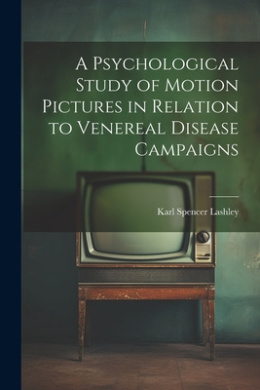 A Psychological
Study of Motion
Pictures in Relation
to Venereal Disease
Campaigns
Karl Spencer Lashley